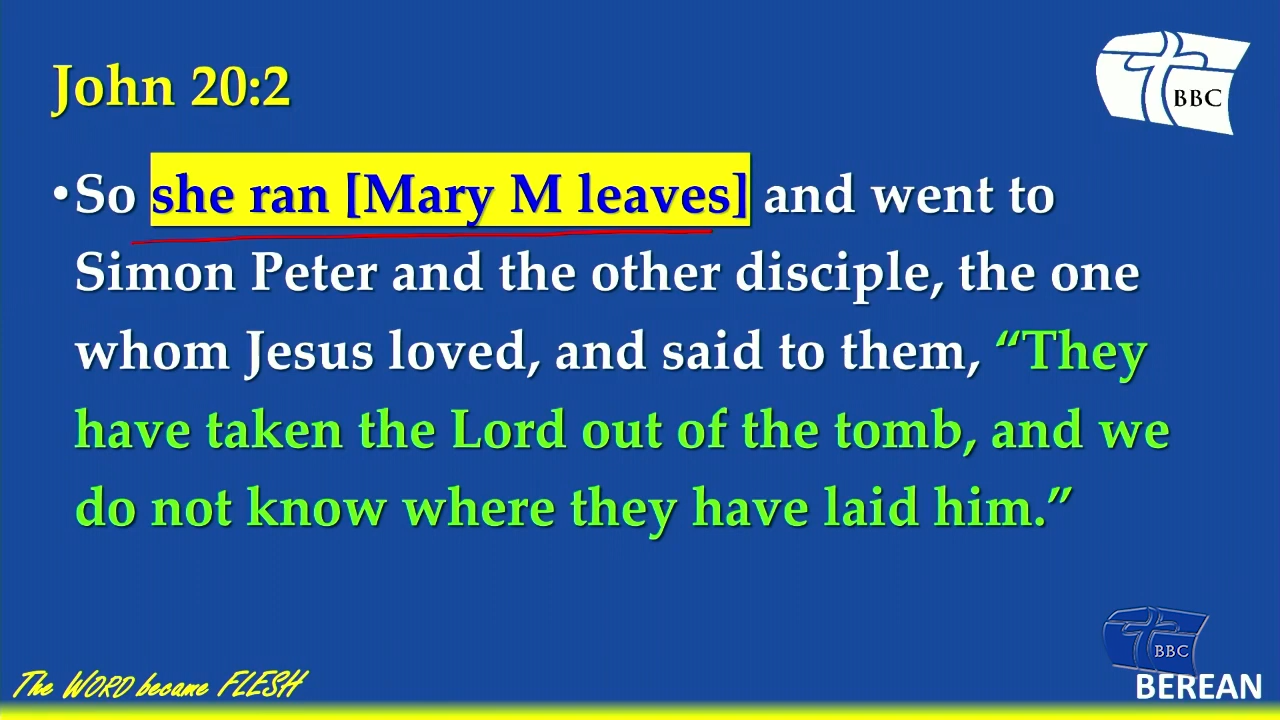 John 20:2
BBC
•So she ran [Mary M leaves] and went to
Simon Peter and the other disciple, the one
whom Jesus loved, and said to them, “They
have taken the Lord out of the tomb, and we
do not know where they have laid him.”
BBC
The WORD became FLESH
BEREAN